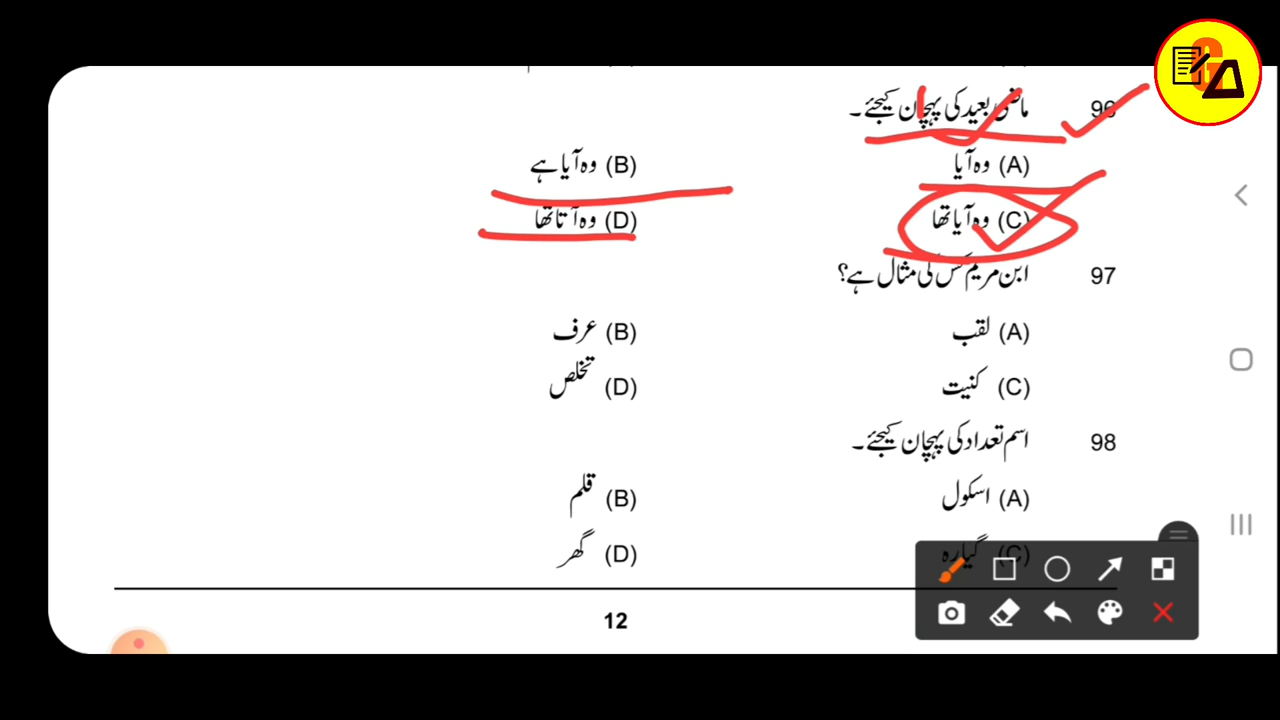 96 ماضی بعید کی پہچان کیجئے۔
(A) وہ آیا (B) وہ آیا ہے
(C) وہ آیا تھا (D) وہ آتا تھا
97 ابن مریم کس کی مثال ہے؟
(A) لقب (B) عرف
(C) کنیت (D) تخلص
98 اسم تعداد کی پہچان کیجئے۔
(A) اسکول (B) قلم
(C) گیارہ (D) گھر
12